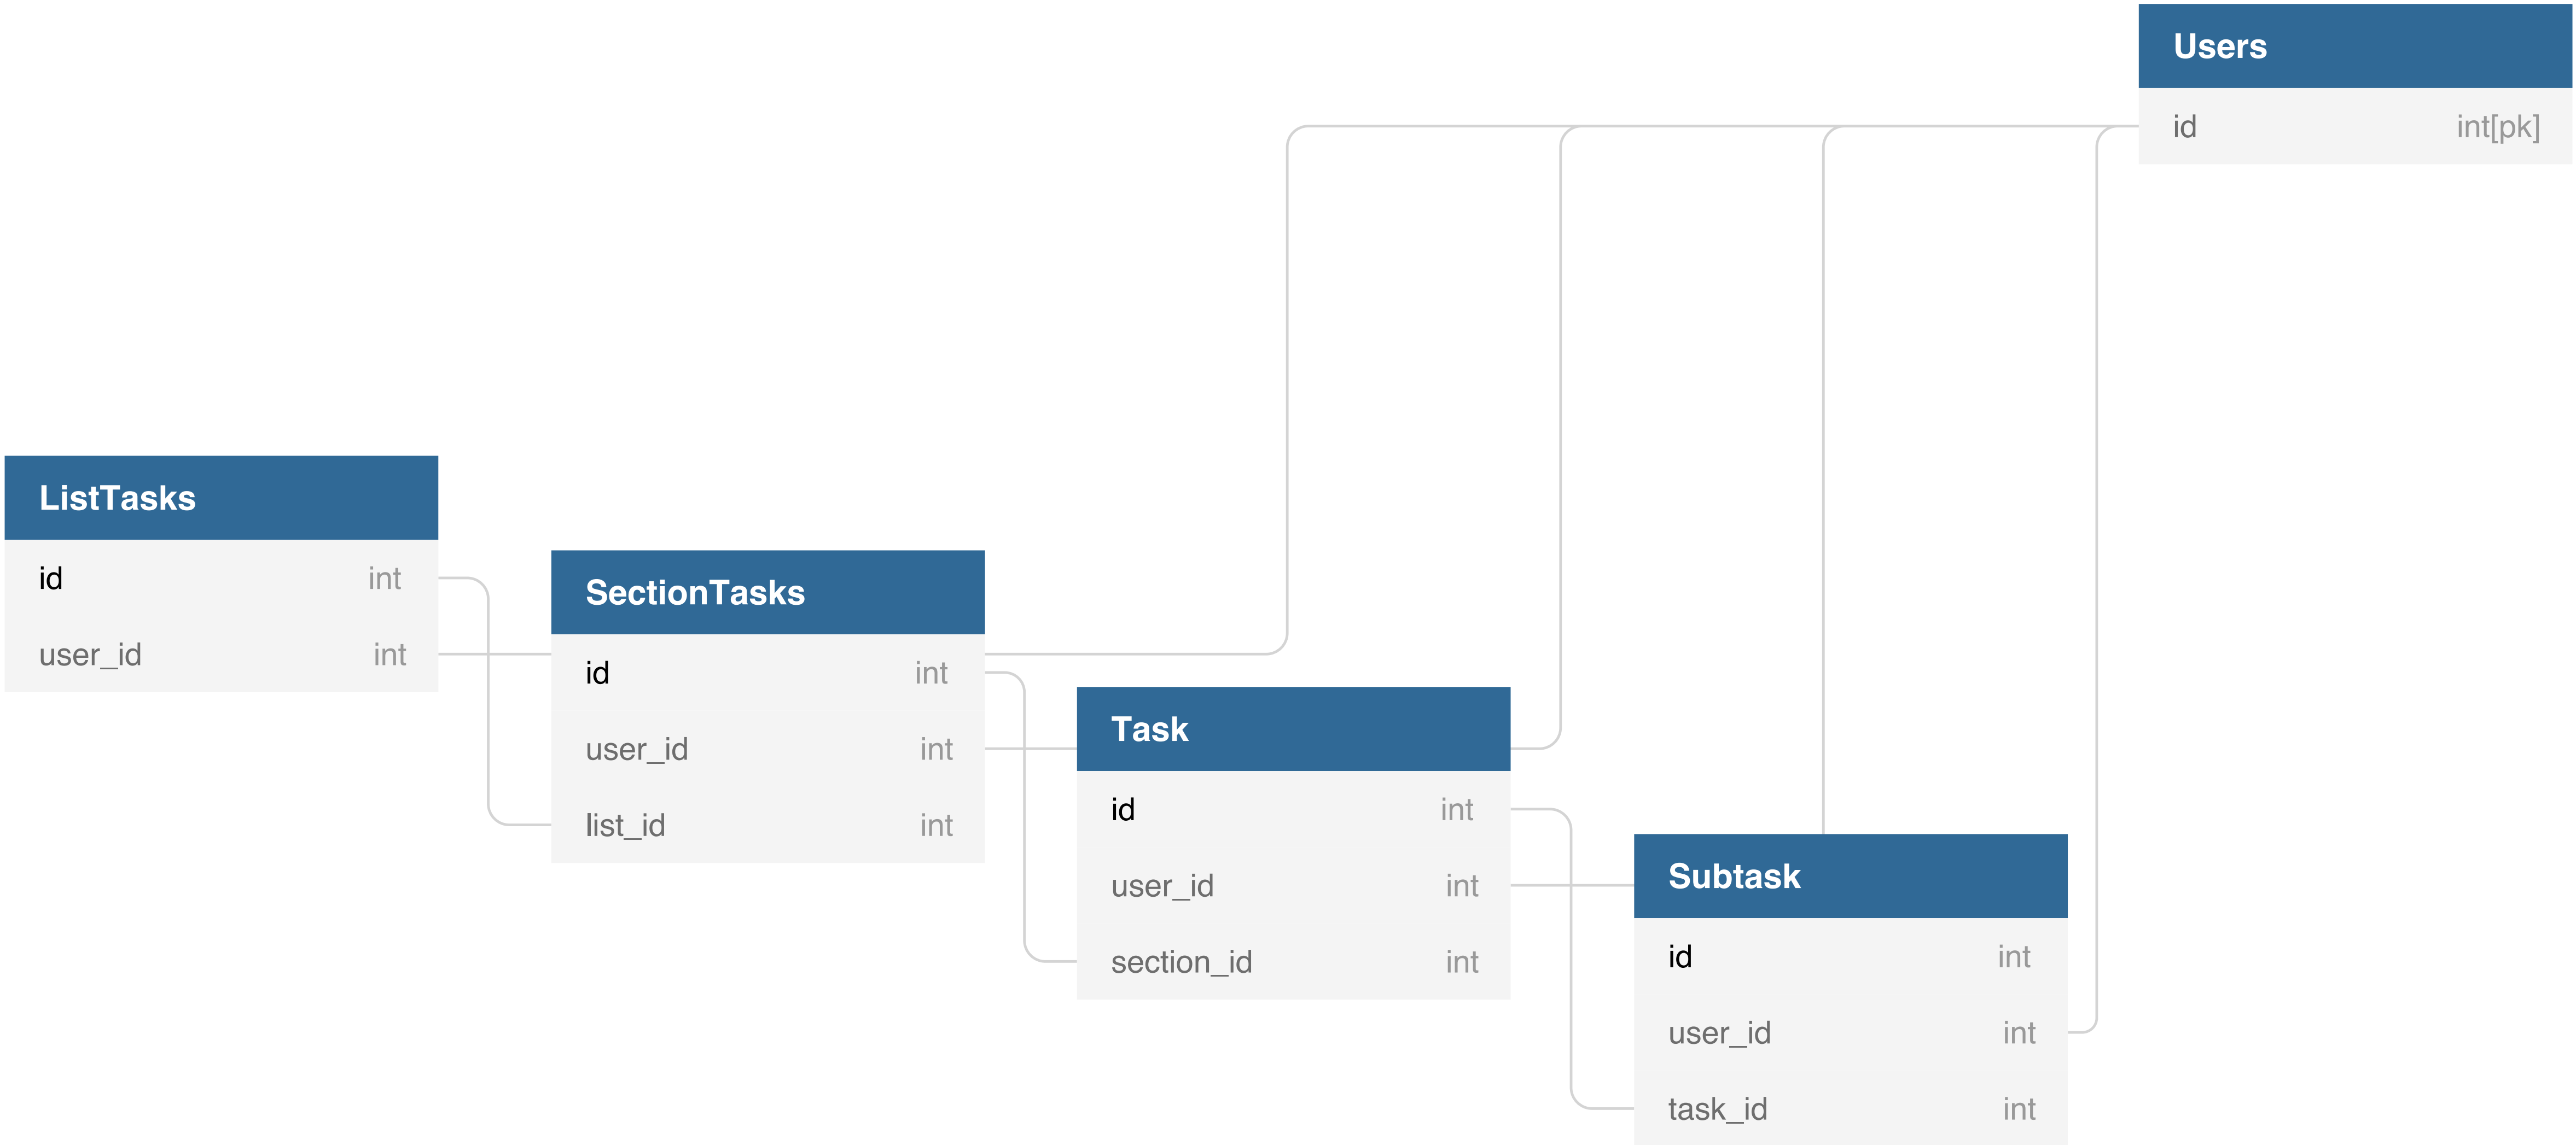 Users
id int[pk]
ListTasks
id int
user_id int
SectionTasks
id int
user_id int
list_id int
Task
id int
user_id int
section_id int
Subtask
id int
user_id int
task_id int